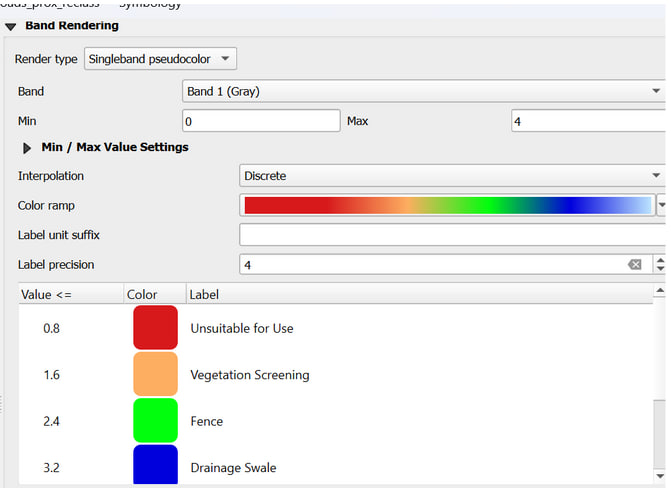 Symbology
Band Rendering
Render type Singleband pseudocolor
Band Band 1 (Gray)
Min 0 Max 4
Min / Max Value Settings
Interpolation Discrete
Color ramp
Label unit suffix
Label precision 4
Value <= Color Label
0.8 Unsuitable for Use
1.6 Vegetation Screening
2.4 Fence
3.2 Drainage Swale